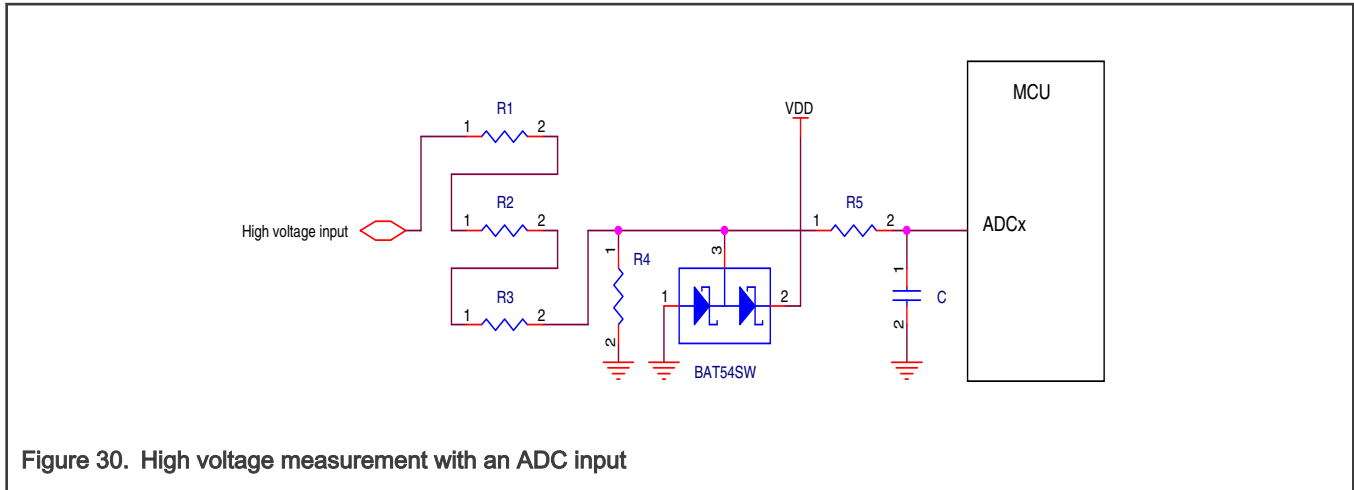 R1
1 2
R2
1 2
R3
1 2
High voltage input
R4
1
2
VDD
3
1 2
BAT54SW
R5
1 2
1
C
2
MCU
ADCx
Figure 30. High voltage measurement with an ADC input